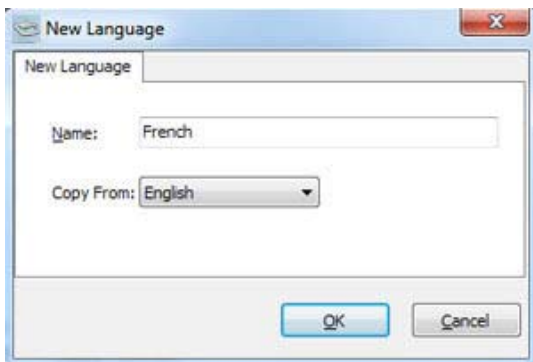 New Language
New Language
Name: French
Copy From: English
OK Cancel